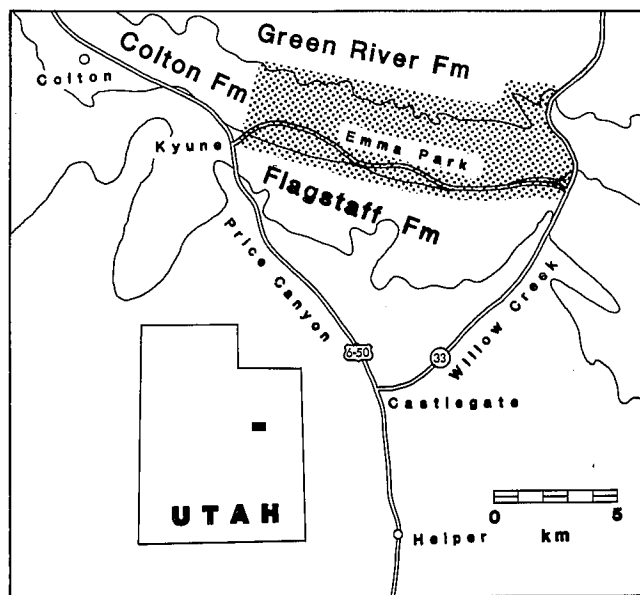 Green River Fm
Colton Fm
Colton
Emma Park
Kyune
Flagstaff Fm
Price Canyon
Willow Creek
6-50
33
Castlegate
UTAH
0 5
km
Helper